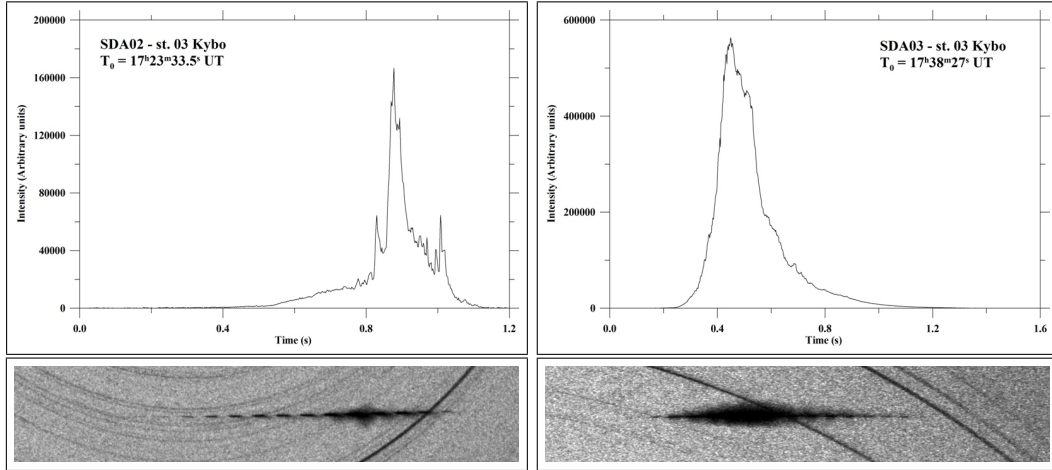 200000
160000
120000
80000
40000
0
Intensity (Arbitrary units)
SDA02 - st. 03 Kybo
T₀ = 17ʰ23ᵐ33.5ˢ UT
0.0 0.4 0.8 1.2
Time (s)
600000
400000
200000
0
Intensity (Arbitrary units)
SDA03 - st. 03 Kybo
T₀ = 17ʰ38ᵐ27ˢ UT
0.0 0.4 0.8 1.2 1.6
Time (s)